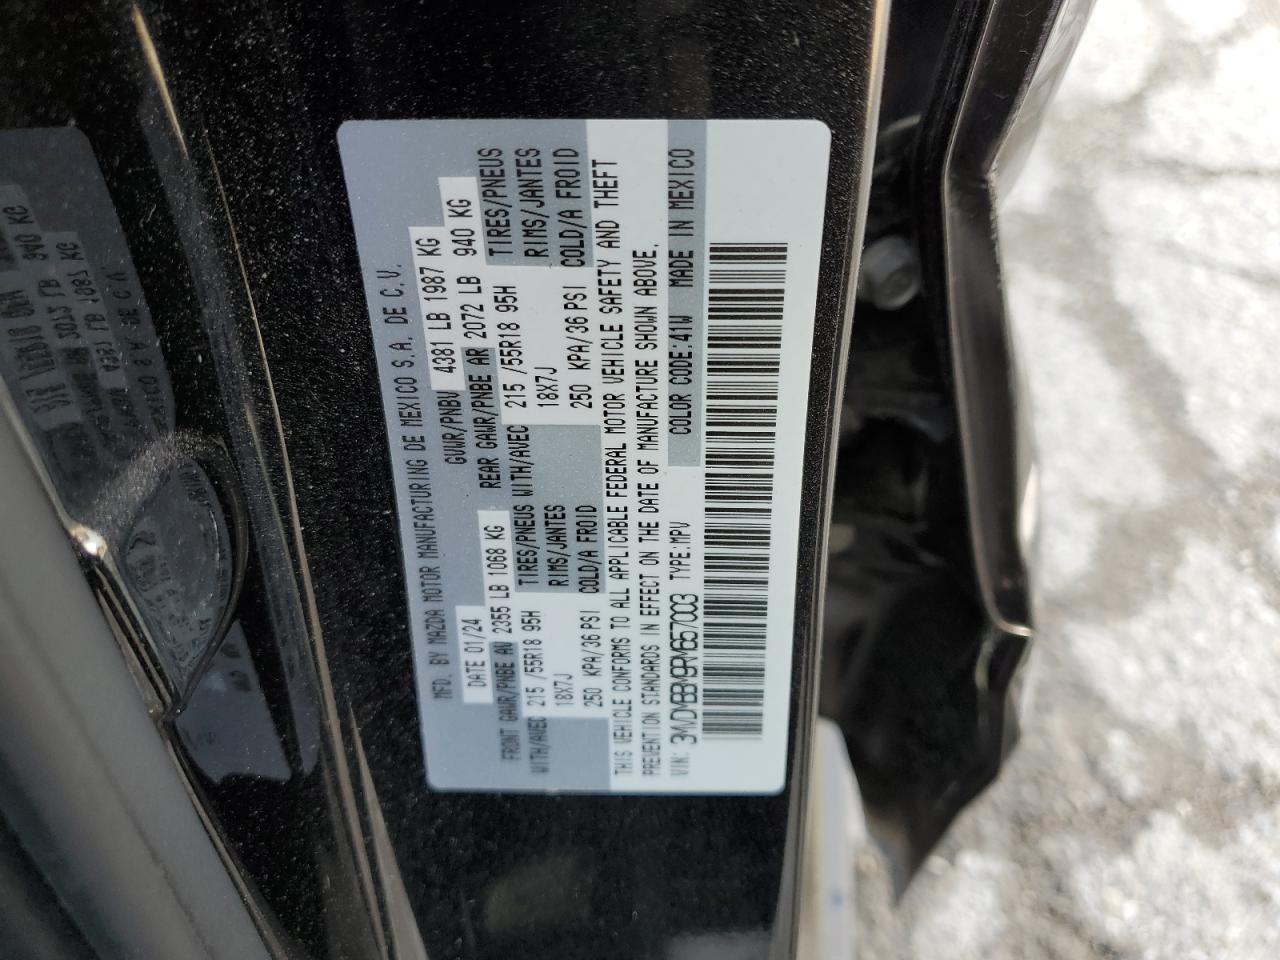 MFD. BY MAZDA MOTOR MANUFACTURING DE MEXICO S.A. DE C.V.
DATE 01/24 GVWR/PNBV 4381 LB 1987 KG
FRONT GAWR/PNBE AV 2355 LB 1068 KG REAR GAWR/PNBE AR 2072 LB 940 KG
WITH/AVEC 215 /55R18 95H TIRES/PNEUS WITH/AVEC 215 /55R18 95H TIRES/PNEUS
18X7J RIMS/JANTES 18X7J RIMS/JANTES
250 KPA/36 PSI COLD/A FROID 250 KPA/36 PSI COLD/A FROID
THIS VEHICLE CONFORMS TO ALL APPLICABLE FEDERAL MOTOR VEHICLE SAFETY AND THEFT
PREVENTION STANDARDS IN EFFECT ON THE DATE OF MANUFACTURE SHOWN ABOVE.
VIN: 3MVDMBBM9RM657003 TYPE:MPV COLOR CODE:41W MADE IN MEXICO